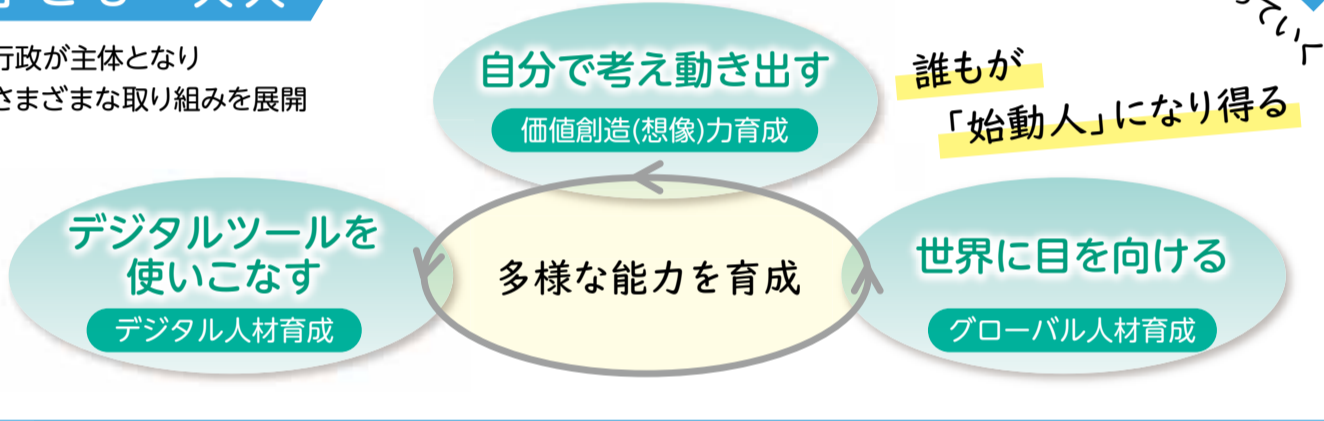 行政が主体となり
さまざまな取り組みを展開
自分で考え動き出す
価値創造(想像)力育成
誰もが
「始動人」になり得る
デジタルツールを
使いこなす
デジタル人材育成
多様な能力を育成
世界に目を向ける
グローバル人材育成
ていく